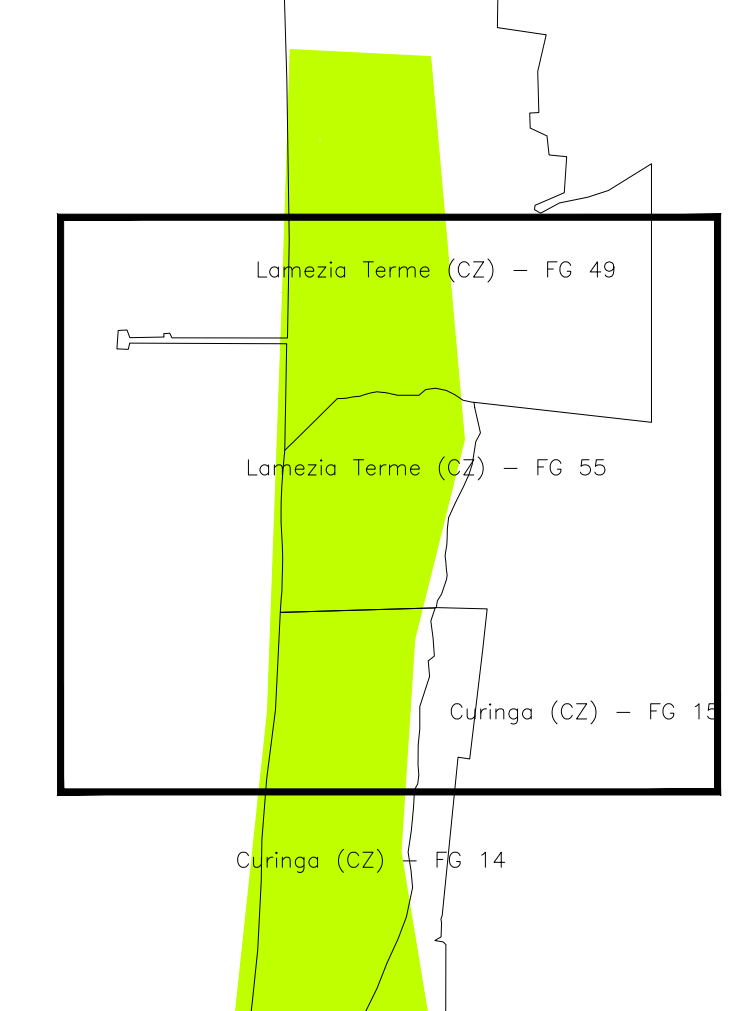 Lamezia Terme (CZ) – FG 49
Lamezia Terme (CZ) – FG 55
Curinga (CZ) – FG 15
Curinga (CZ) – FG 14